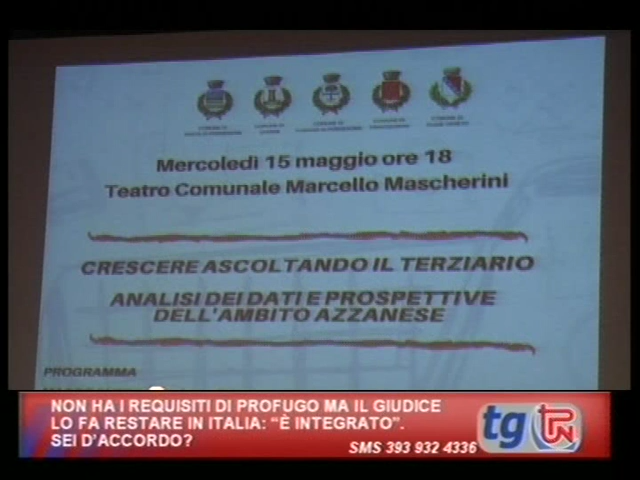 Mercoledì 15 maggio ore 18
Teatro Comunale Marcello Mascherini
CRESCERE ASCOLTANDO IL TERZIARIO
ANALISI DEI DATI E PROSPETTIVE
DELL'AMBITO AZZANESE
PROGRAMMA
NON HA I REQUISITI DI PROFUGO MA IL GIUDICE
LO FA RESTARE IN ITALIA: “È INTEGRATO”.
SEI D’ACCORDO?
SMS 393 932 4336
tg TPN